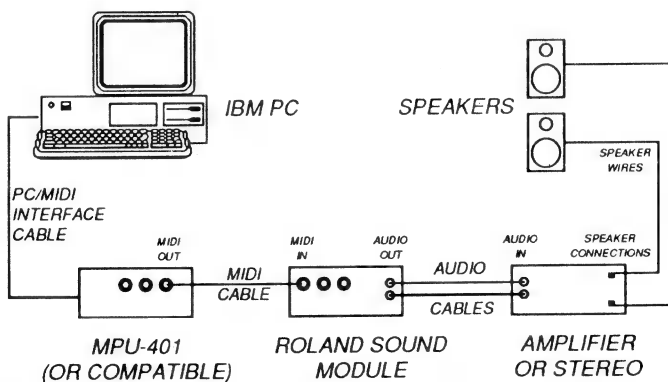 IBM PC
SPEAKERS
SPEAKER
WIRES
PC/MIDI
INTERFACE
CABLE
MIDI
OUT
MIDI
IN
AUDIO
OUT
AUDIO
IN
SPEAKER
CONNECTIONS
MIDI
CABLE
AUDIO
CABLES
MPU-401
(OR COMPATIBLE)
ROLAND SOUND
MODULE
AMPLIFIER
OR STEREO